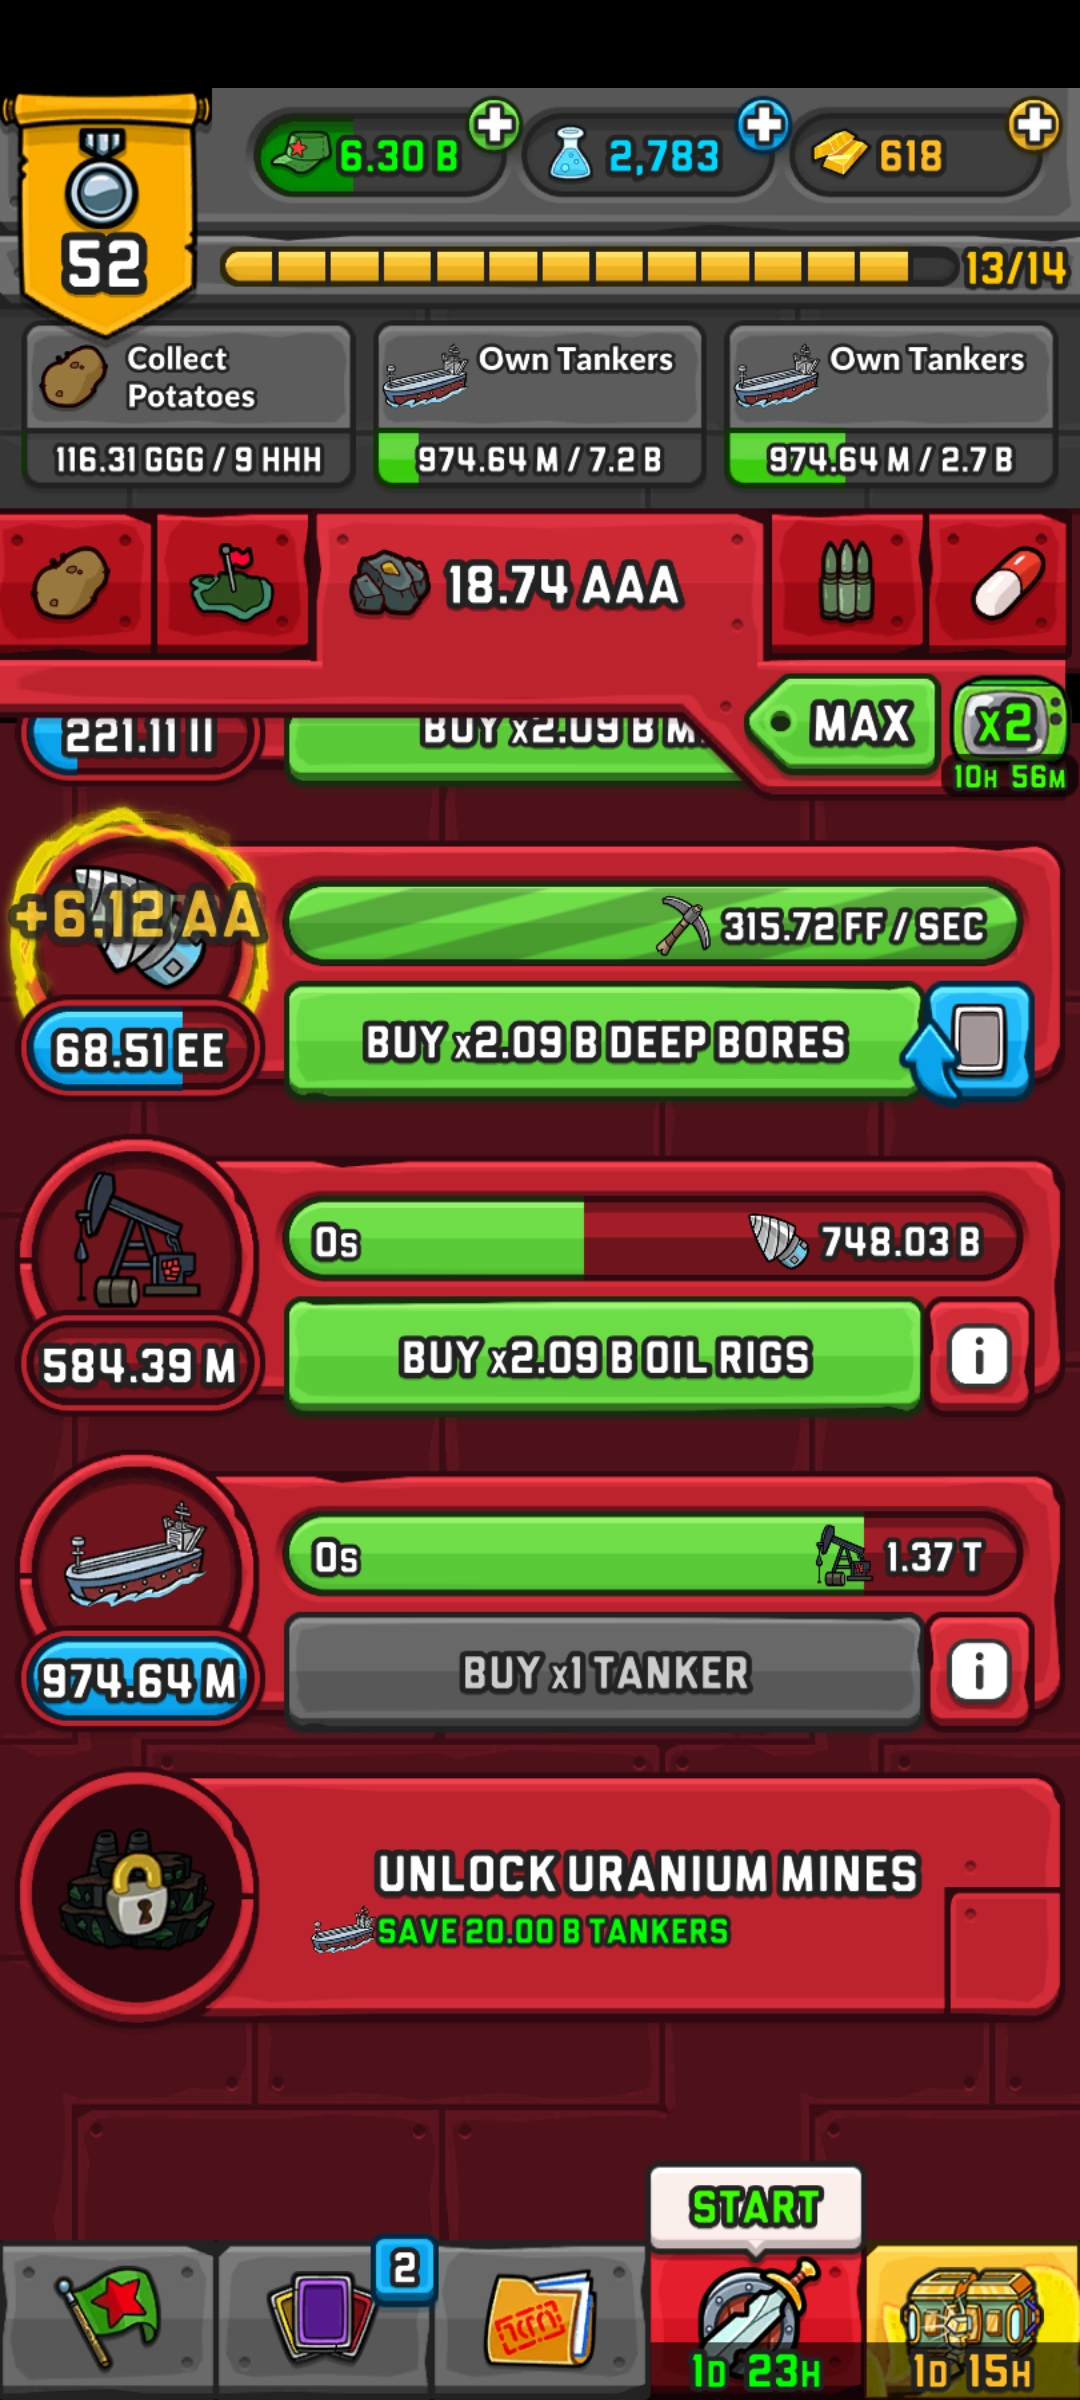 6.30 B
2,783
618
52
13/14
Collect
Potatoes
116.31 GGG / 9 HHH
Own Tankers
974.64 M / 7.2 B
Own Tankers
974.64 M / 2.7 B
18.74 AAA
MAX
X2
10H 56M
221.11 II
BUY x2.09 B M
+6.12 AA
315.72 FF / SEC
68.51 EE
BUY x2.09 B DEEP BORES
0s
748.03 B
584.39 M
BUY x2.09 B OIL RIGS
i
0s
1.37 T
974.64 M
BUY x1 TANKER
i
UNLOCK URANIUM MINES
SAVE 20.00 B TANKERS
START
2
1D 23H
1D 15H